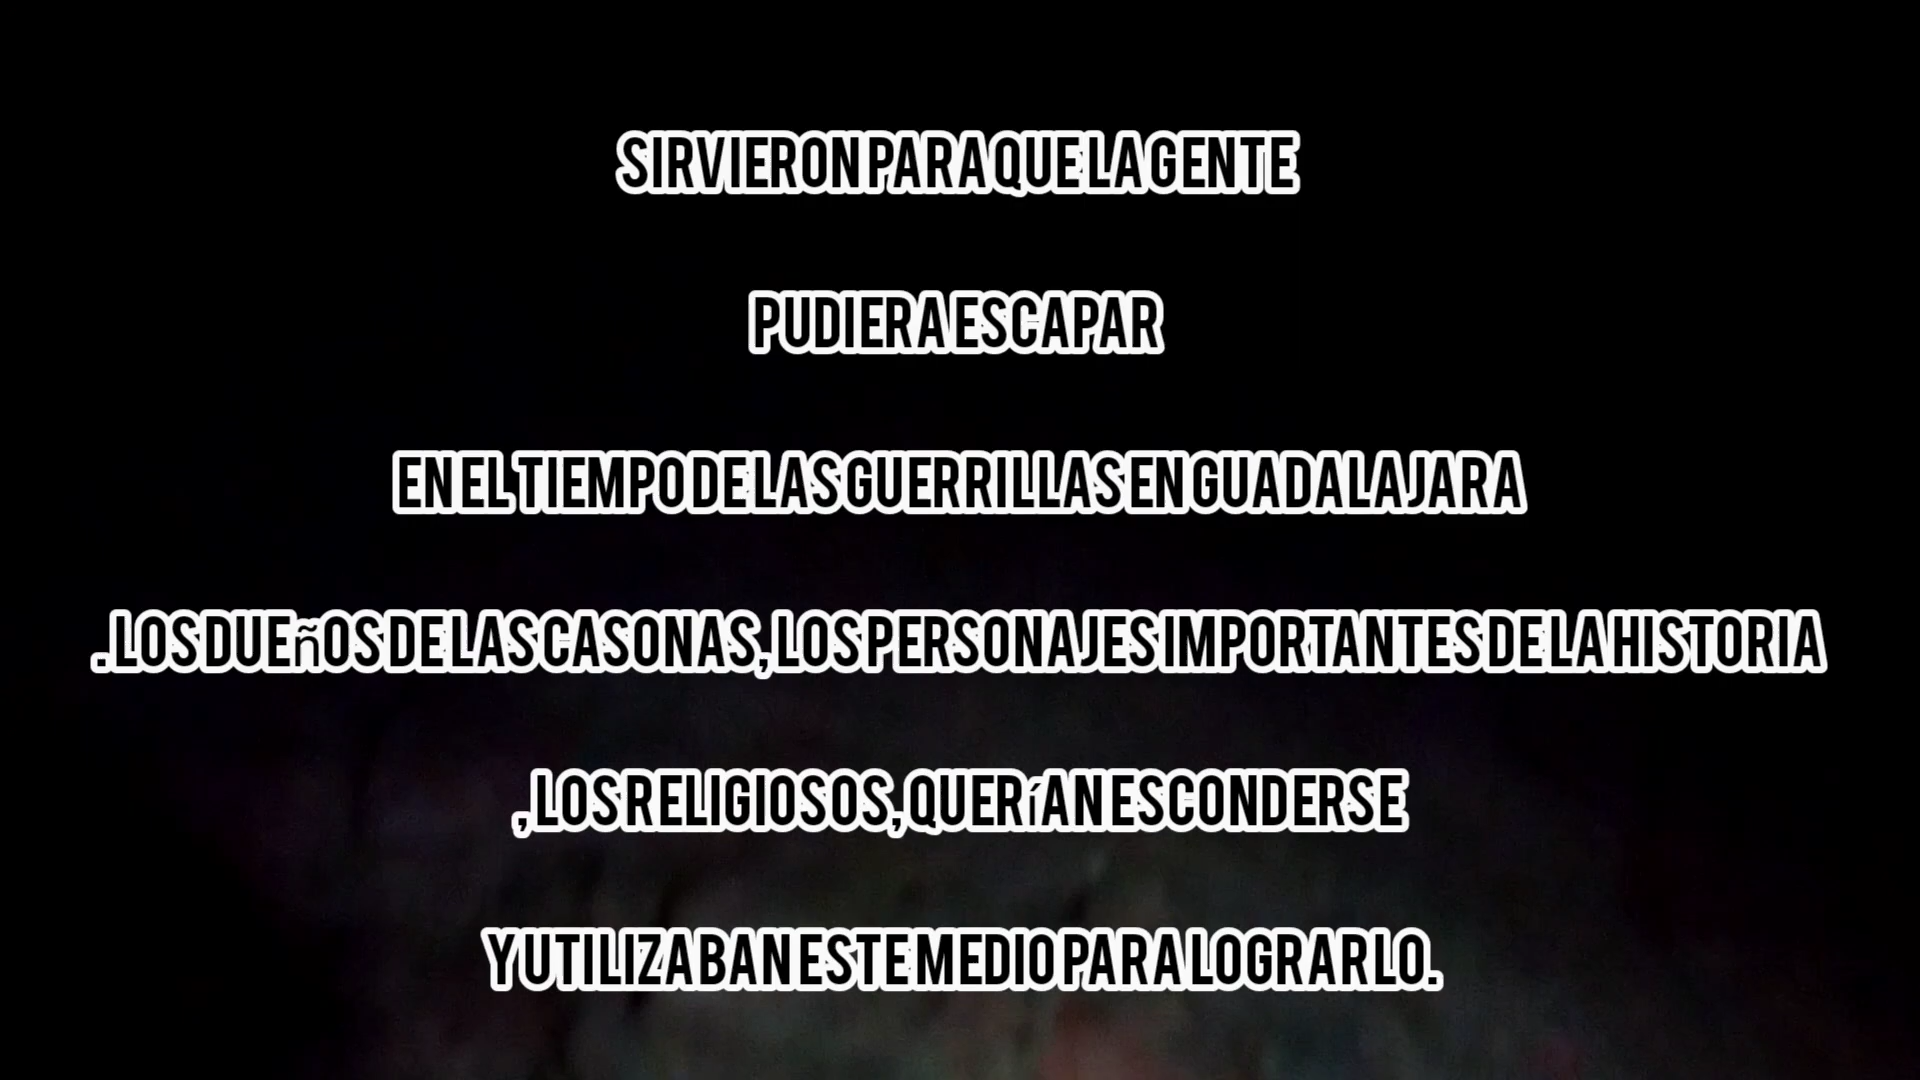 SIRVIERON PARA QUE LA GENTE
PUDIERA ESCAPAR
EN EL TIEMPO DE LAS GUERRILLAS EN GUADALAJARA
. LOS DUEñOS DE LAS CASONAS, LOS PERSONAJES IMPORTANTES DE LA HISTORIA
, LOS RELIGIOSOS, QUERíAN ESCONDERSE
Y UTILIZABAN ESTE MEDIO PARA LOGRARLO.